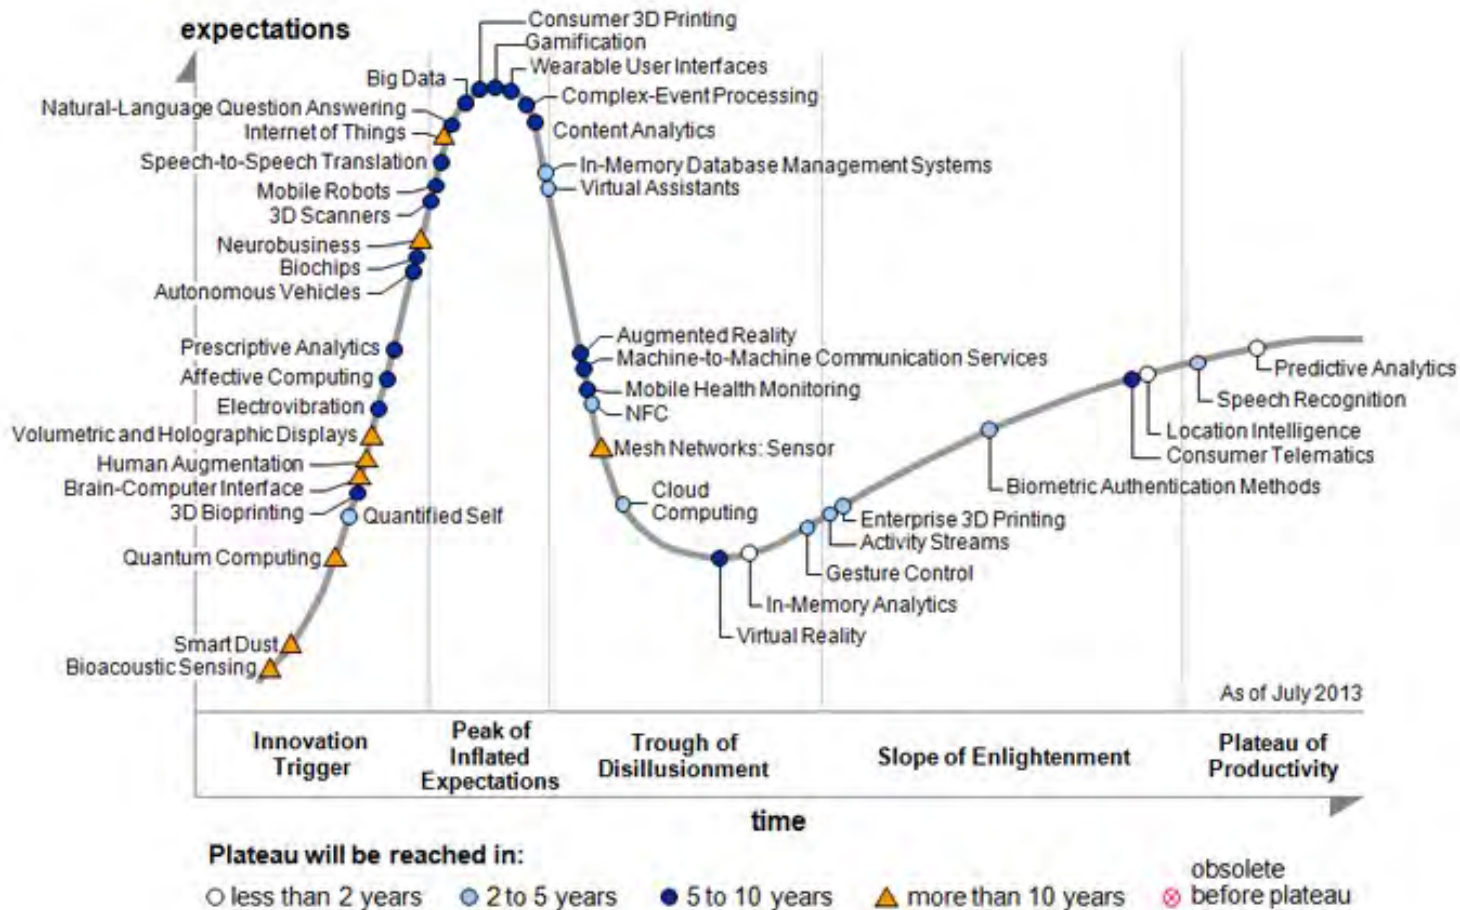 expectations
Consumer 3D Printing
Gamification
Wearable User Interfaces
Big Data
Complex-Event Processing
Natural-Language Question Answering
Internet of Things
Content Analytics
Speech-to-Speech Translation
In-Memory Database Management Systems
Mobile Robots
Virtual Assistants
3D Scanners
Neurobusiness
Biochips
Autonomous Vehicles
Augmented Reality
Prescriptive Analytics
Machine-to-Machine Communication Services
Affective Computing
Mobile Health Monitoring
Electrovibration
NFC
Volumetric and Holographic Displays
Mesh Networks: Sensor
Human Augmentation
Brain-Computer Interface
3D Bioprinting
Quantified Self
Cloud
Computing
Quantum Computing
Smart Dust
Bioacoustic Sensing
Predictive Analytics
Speech Recognition
Location Intelligence
Consumer Telematics
Biometric Authentication Methods
Enterprise 3D Printing
Activity Streams
Gesture Control
In-Memory Analytics
Virtual Reality
As of July 2013
Innovation
Trigger
Peak of
Inflated
Expectations
Trough of
Disillusionment
Slope of Enlightenment
Plateau of
Productivity
time
Plateau will be reached in:
less than 2 years
2 to 5 years
5 to 10 years
more than 10 years
obsolete
before plateau